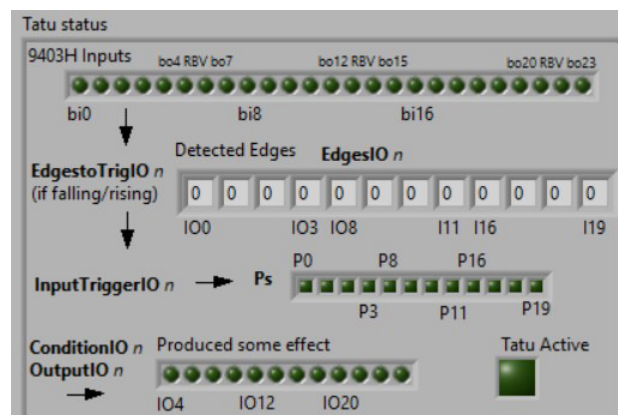 Tatu status
9403H Inputs bo4 RBV bo7 bo12 RBV bo15 bo20 RBV bo23
bi0 bi8 bi16
Detected Edges EdgesIO n
EdgestoTrigIO n
(if falling/rising)
0 0 0 0 0 0 0 0 0 0 0 0
IO0 IO3 IO8 I11 I16 I19
P0 P8 P16
InputTriggerIO n Ps
P3 P11 P19
ConditionIO n Produced some effect Tatu Active
OutputIO n
IO4 IO12 IO20